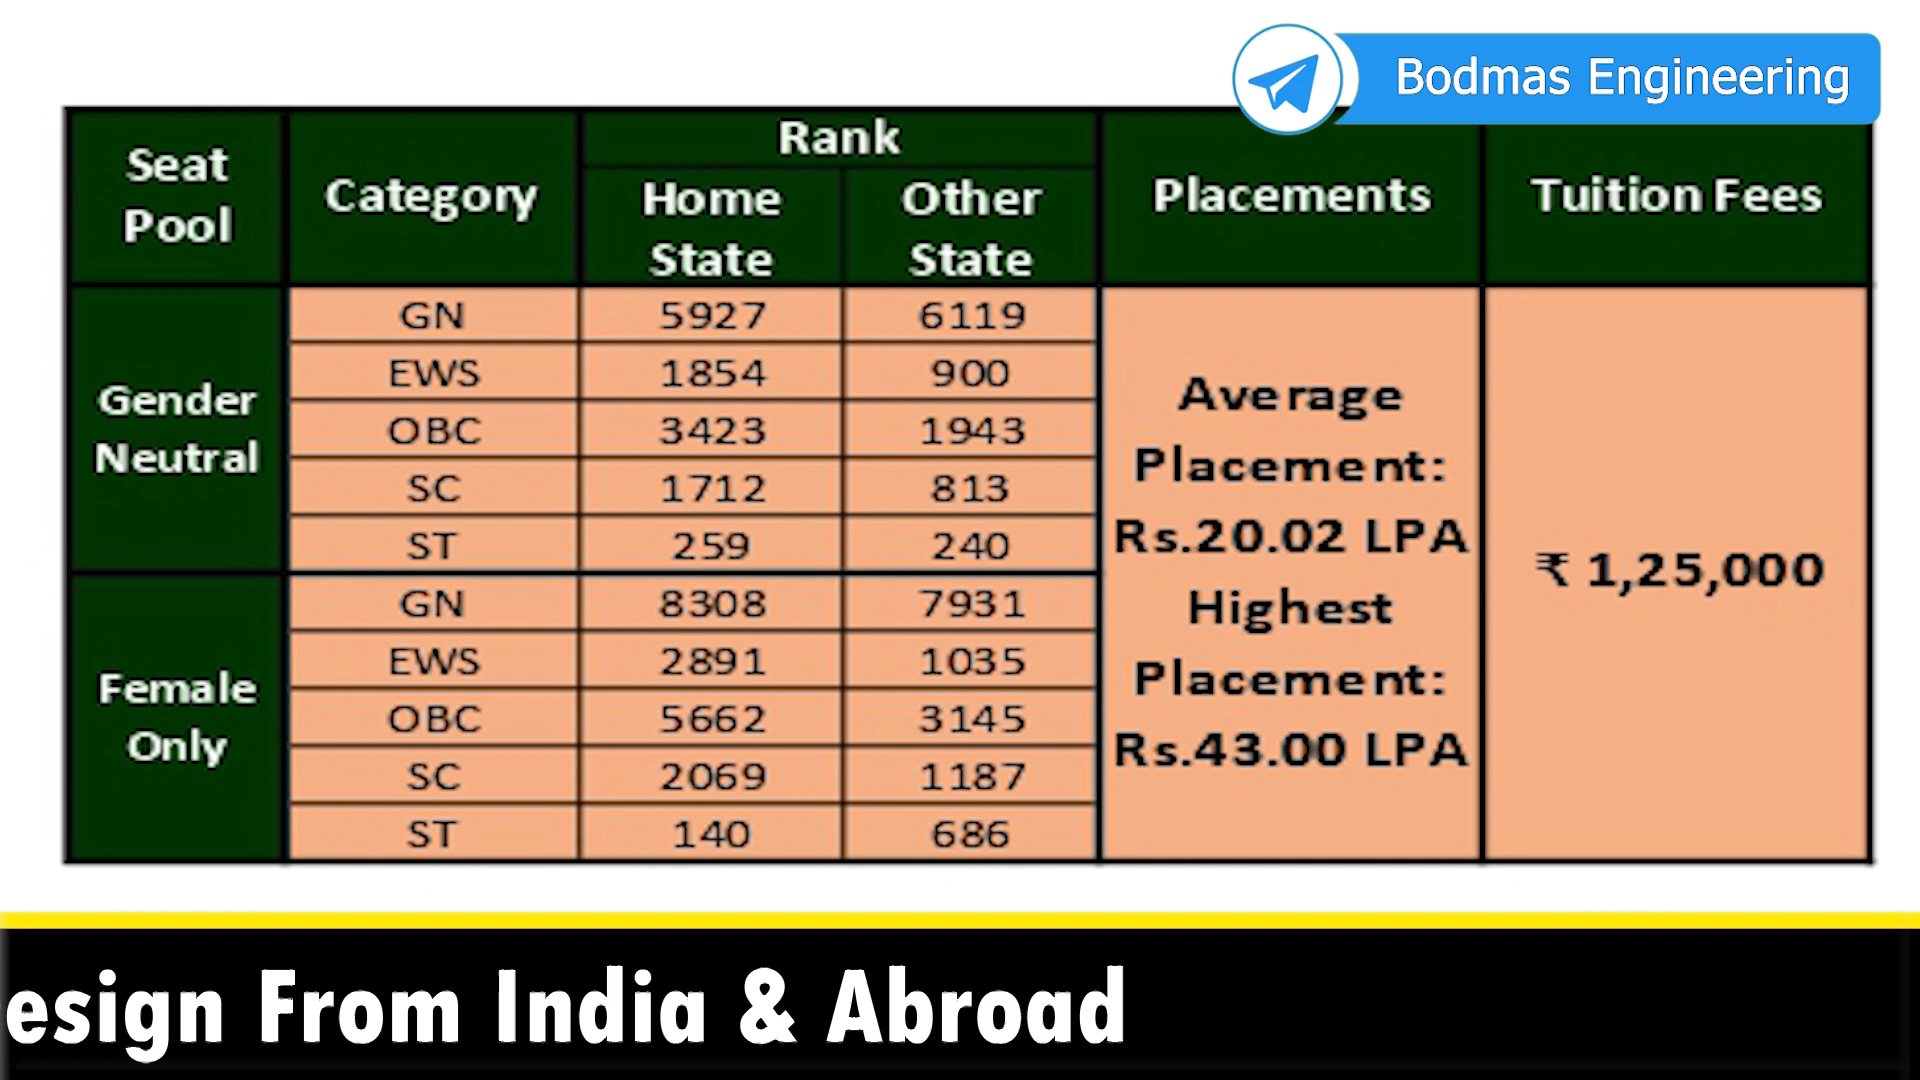 Bodmas Engineering
Seat Pool
Category
Rank
Home State
Other State
Placements
Tuition Fees
Gender Neutral
GN 5927 6119
EWS 1854 900
OBC 3423 1943
SC 1712 813
ST 259 240
Female Only
GN 8308 7931
EWS 2891 1035
OBC 5662 3145
SC 2069 1187
ST 140 686
Average
Placement:
Rs.20.02 LPA
Highest
Placement:
Rs.43.00 LPA
₹ 1,25,000
esign From India & Abroad